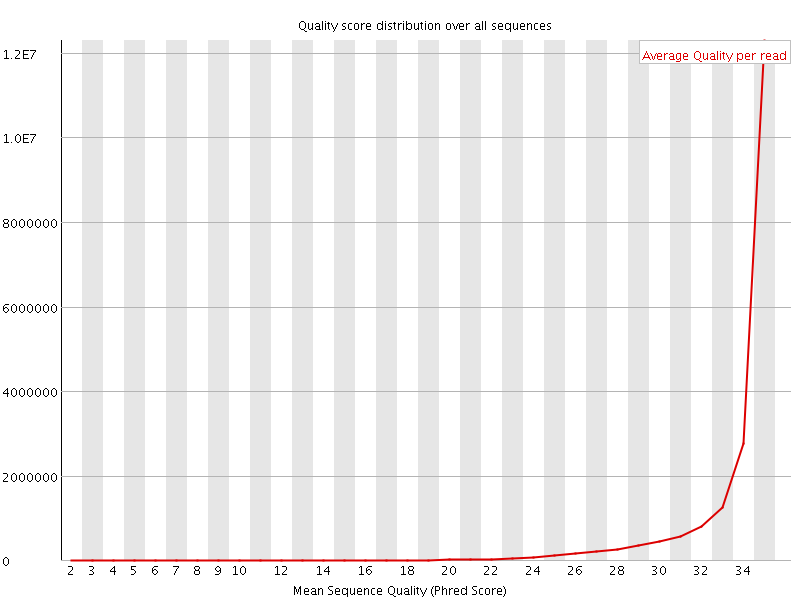 Quality score distribution over all sequences
Average Quality per read
1.2E7
1.0E7
8000000
6000000
4000000
2000000
0
2 3 4 5 6 7 8 9 10 12 14 16 18 20 22 24 26 28 30 32 34
Mean Sequence Quality (Phred Score)